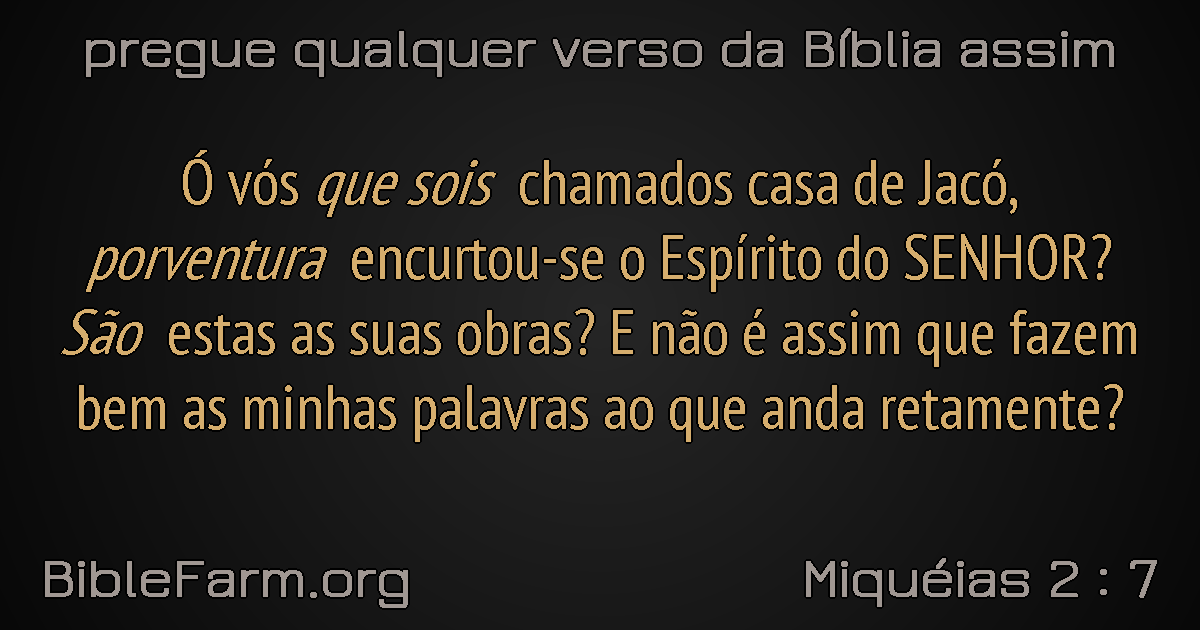 pregue qualquer verso da Bíblia assim
Ó vós que sois chamados casa de Jacó,
porventura encurtou-se o Espírito do SENHOR?
São estas as suas obras? E não é assim que fazem
bem as minhas palavras ao que anda retamente?
BibleFarm.org
Miquéias 2 : 7